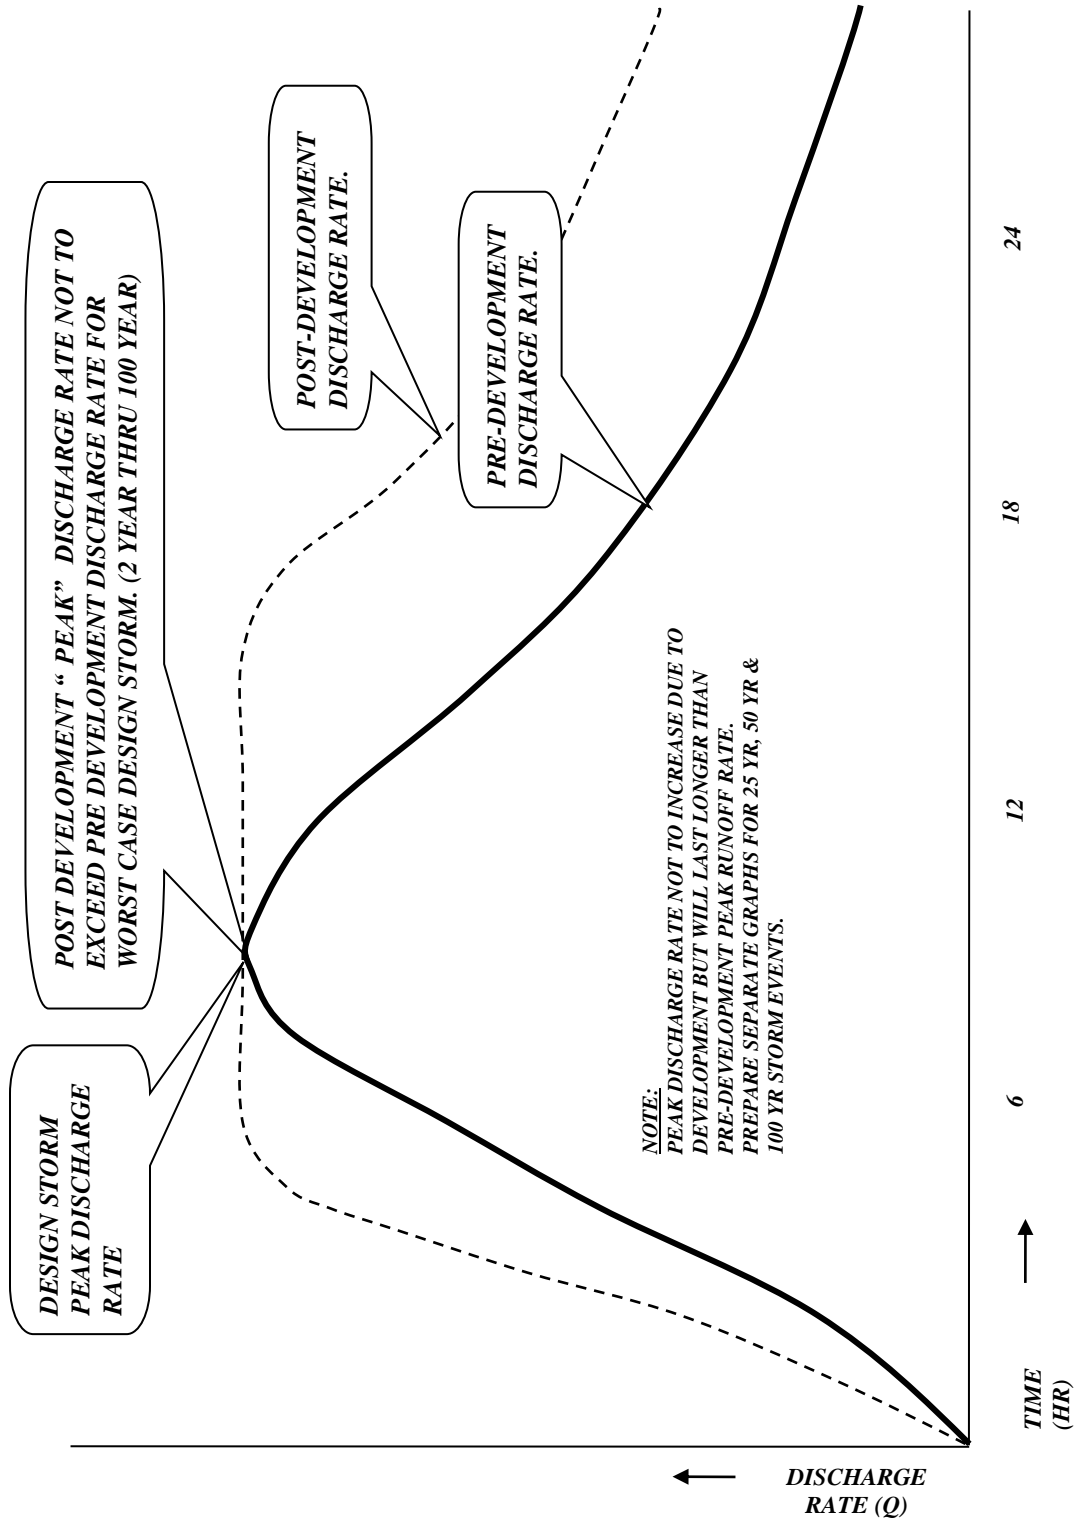 DESIGN STORM
PEAK DISCHARGE
RATE
POST DEVELOPMENT “ PEAK” DISCHARGE RATE NOT TO
EXCEED PRE DEVELOPMENT DISCHARGE RATE FOR
WORST CASE DESIGN STORM. (2 YEAR THRU 100 YEAR)
POST-DEVELOPMENT
DISCHARGE RATE.
PRE-DEVELOPMENT
DISCHARGE RATE.
NOTE:
PEAK DISCHARGE RATE NOT TO INCREASE DUE TO
DEVELOPMENT BUT WILL LAST LONGER THAN
PRE-DEVELOPMENT PEAK RUNOFF RATE.
PREPARE SEPARATE GRAPHS FOR 25 YR, 50 YR &
100 YR STORM EVENTS.
DISCHARGE
RATE (Q)
TIME
(HR)
6
12
18
24